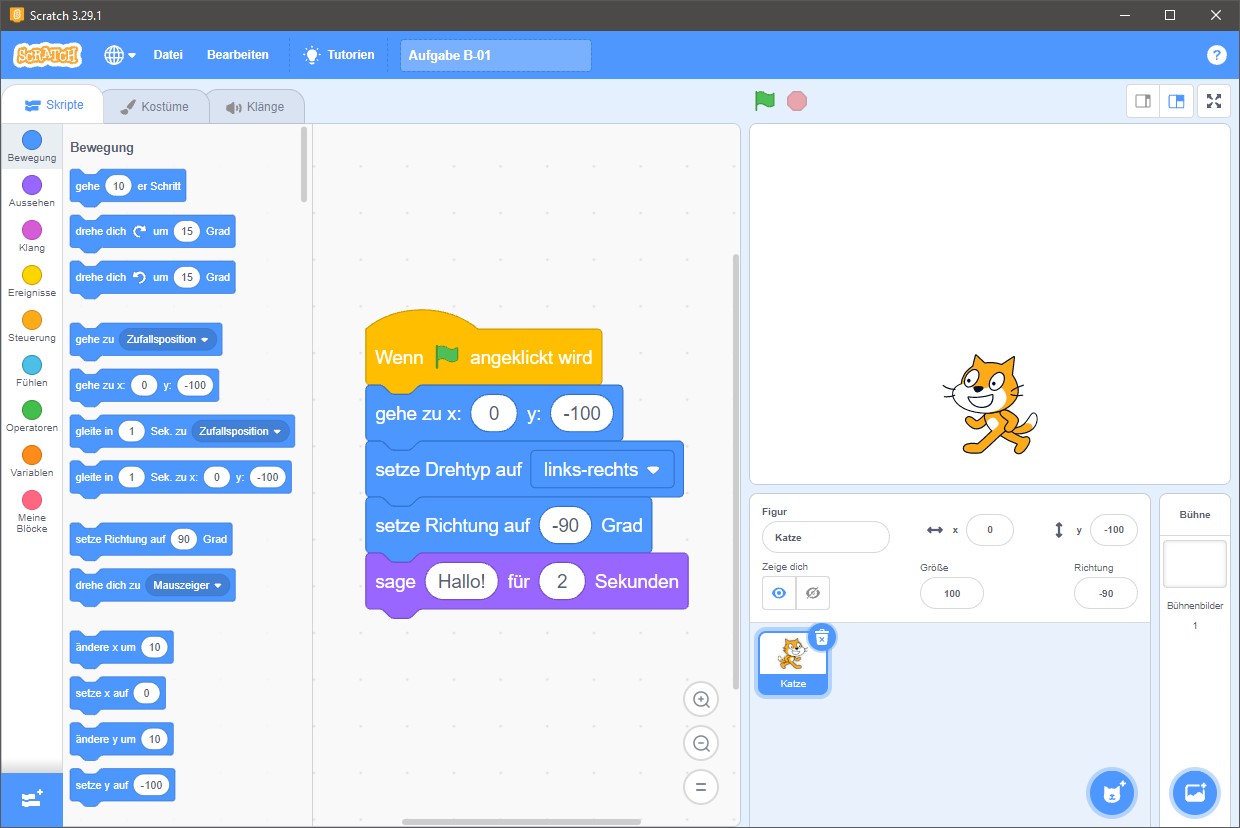 Scratch 3.29.1
SCRATCH
Datei
Bearbeiten
Tutorien
Aufgabe B-01
?
Skripte
Kostüme
Klänge
Bewegung
Aussehen
Klang
Ereignisse
Steuerung
Fühlen
Operatoren
Variablen
Meine
Blöcke
Bewegung
gehe 10 er Schritt
drehe dich um 15 Grad
drehe dich um 15 Grad
gehe zu Zufallsposition
gehe zu x: 0 y: -100
gleite in 1 Sek. zu Zufallsposition
gleite in 1 Sek. zu x: 0 y: -100
setze Richtung auf 90 Grad
drehe dich zu Mauszeiger
ändere x um 10
setze x auf 0
ändere y um 10
setze y auf -100
Wenn angeklickt wird
gehe zu x: 0 y: -100
setze Drehtyp auf links-rechts
setze Richtung auf -90 Grad
sage Hallo! für 2 Sekunden
Figur
Katze
x 0
y -100
Zeige dich
Größe
100
Richtung
-90
Katze
Bühne
Bühnenbilder
1